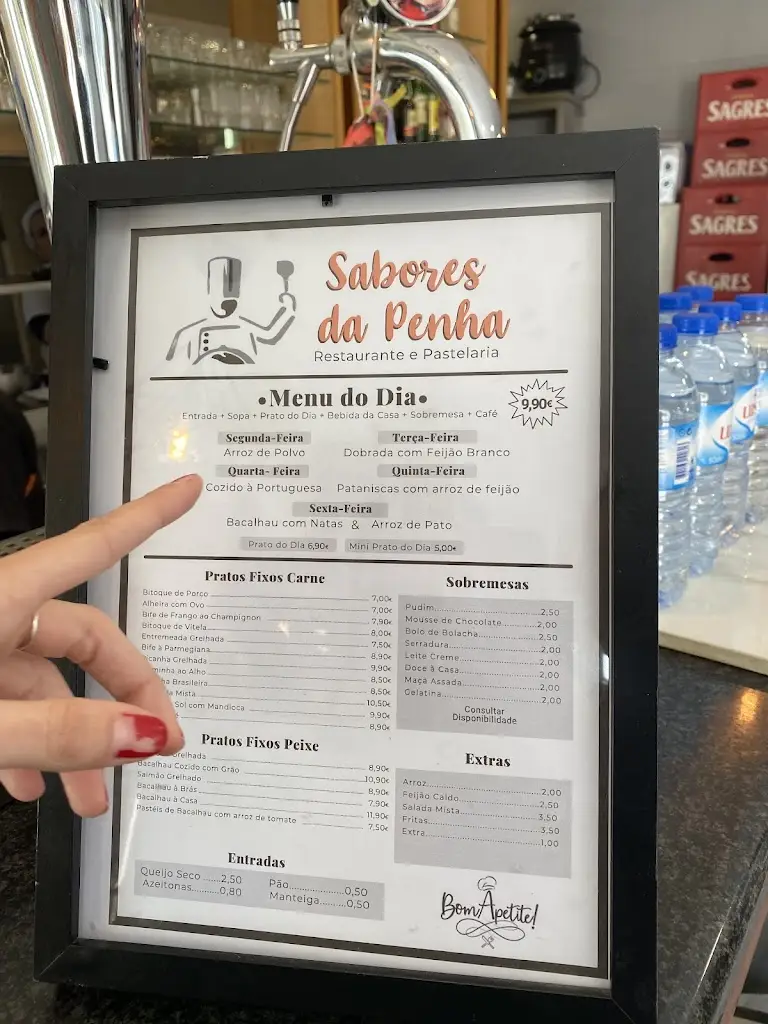 SAGRES
SAGRES
SAGRES
SAGRES
Sabores
da Penha
Restaurante e Pastelaria
•Menu do Dia•
9,90€
Entrada + Sopa + Prato do Dia + Bebida da Casa + Sobremesa + Café
Segunda-Feira
Arroz de Polvo
Terça-Feira
Dobrada com Feijão Branco
Quarta- Feira
Cozido à Portuguesa
Quinta-Feira
Pataniscas com arroz de feijão
Sexta-Feira
Bacalhau com Natas & Arroz de Pato
Prato do Dia 6,90€ Mini Prato do Dia 5,00€
Pratos Fixos Carne
Bitoque de Porco 7,00€
Alheira com Ovo 7,00€
Bife de Frango ao Champignon 7,90€
Bitoque de Vitela 8,00€
Entremeada Grelhada 7,50€
Bife à Parmegiana 8,90€
Grelhada 9,90€
ao Alho 8,50€
Brasileira 8,50€
Mista 10,50€
Sol com Mandioca 9,90€
8,90€
Pratos Fixos Peixe
Grelhada 8,90€
Bacalhau Cozido com Grão 10,90€
Salmão Grelhado 8,90€
Bacalhau à Brás 7,90€
Bacalhau à Casa 11,90€
Pastéis de Bacalhau com arroz de tomate 7,50€
Entradas
Queijo Seco ......2,50 Pão......................0,50
Azeitonas..........0,80 Manteiga..........0,50
Sobremesas
Pudim 2,50
Mousse de Chocolate 2,00
Bolo de Bolacha 2,50
Serradura 2,00
Leite Creme 2,00
Doce à Casa 2,00
Maça Assada 2,00
Gelatina 2,00
Consultar
Disponibilidade
Extras
Arroz 2,00
Feijão Caldo 2,50
Salada Mista 3,50
Fritas 3,50
Extra 1,00
Bom Apetite!